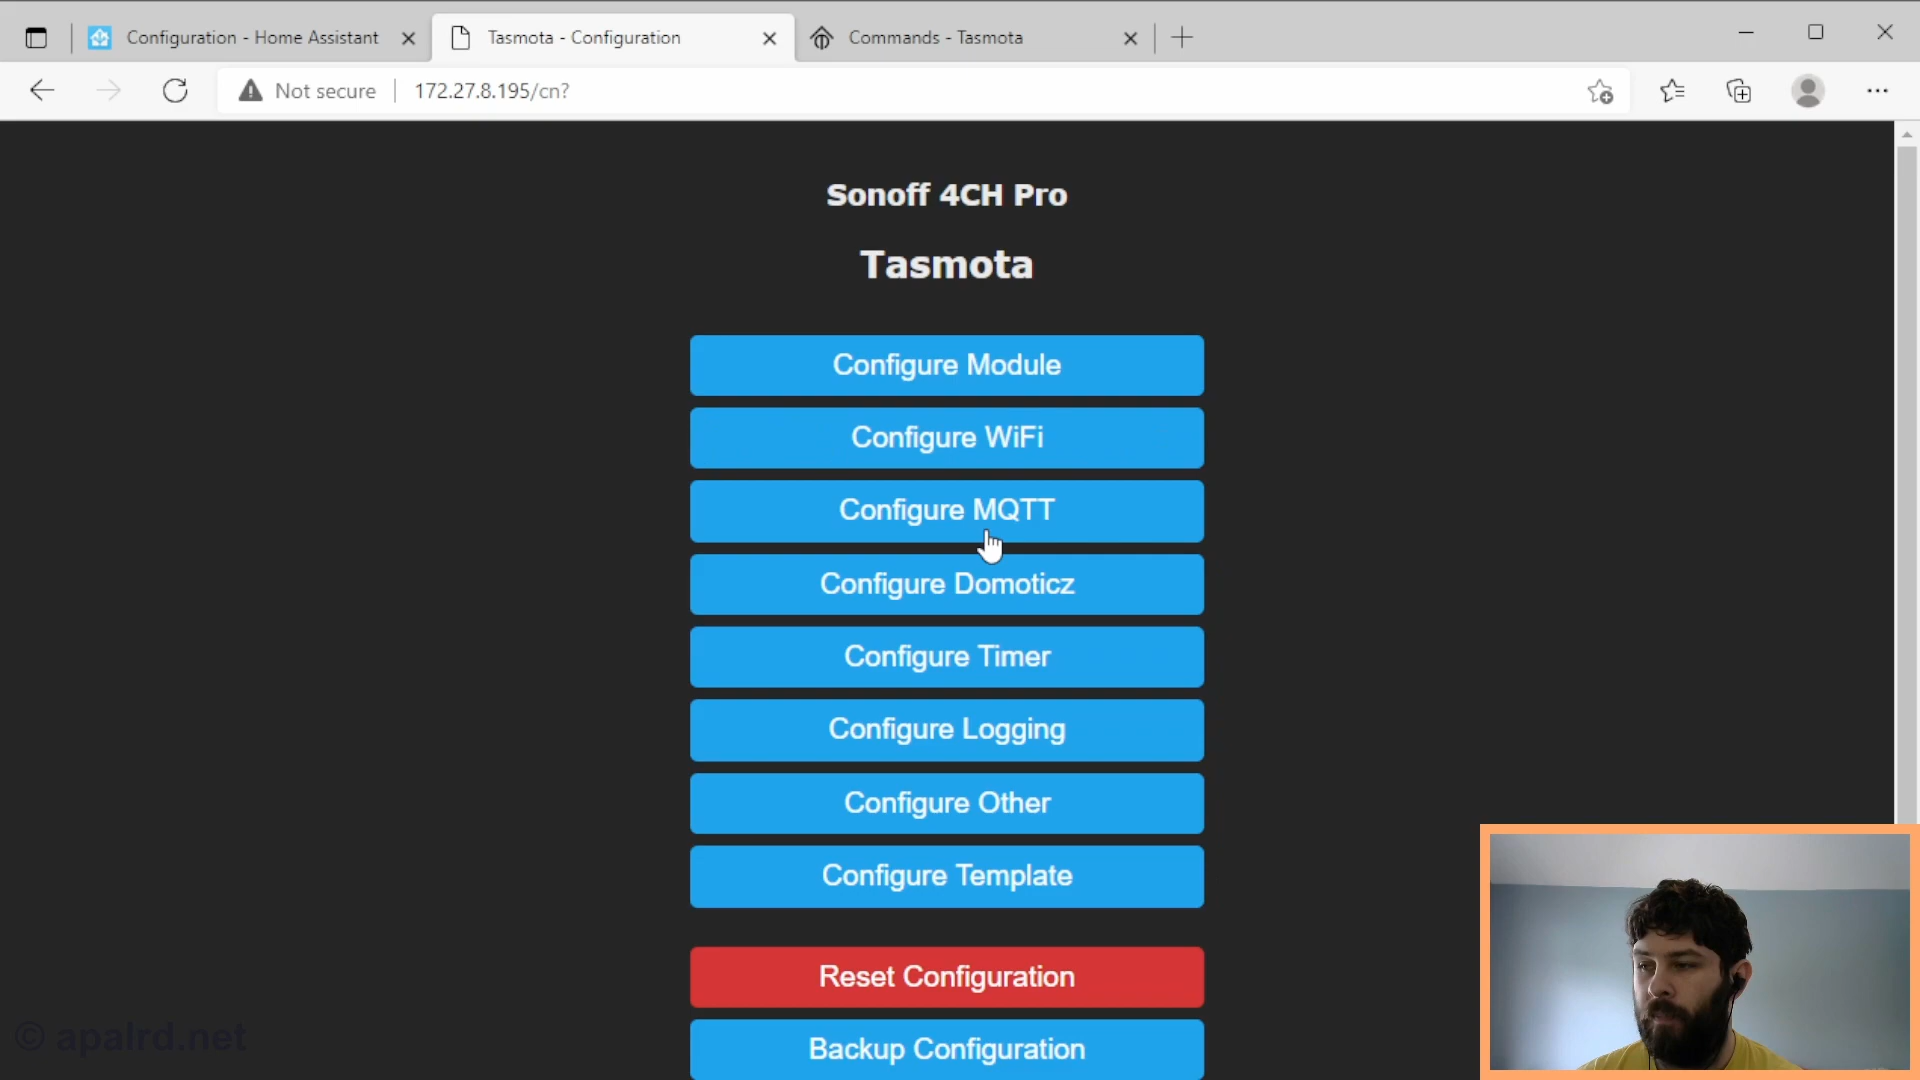 Configuration - Home Assistant
Tasmota - Configuration
Commands - Tasmota
Not secure
172.27.8.195/cn?
Sonoff 4CH Pro
Tasmota
Configure Module
Configure WiFi
Configure MQTT
Configure Domoticz
Configure Timer
Configure Logging
Configure Other
Configure Template
Reset Configuration
Backup Configuration
© apalrd.net